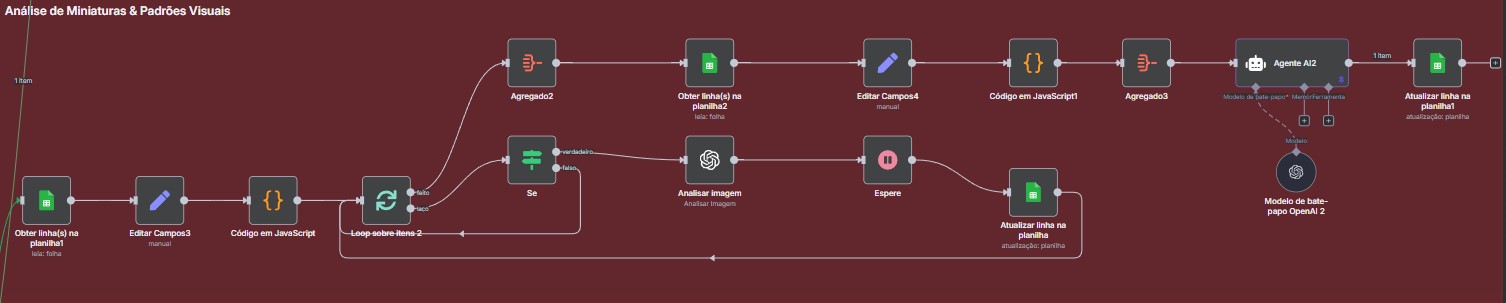 Análise de Miniaturas & Padrões Visuais
1 Item
Agregado2
Obter linha(s) na
planilha2
leia: folha
Editar Campos4
manual
Código em JavaScript1
Agregado3
Agente AI2
1 Item
Modelo de bate-papo*
Memória
Ferramenta
Atualizar linha na
planilha1
atualização: planilha
verdadeiro
falso
Se
Analisar imagem
Analisar Imagem
Espere
Modelo
Modelo de bate-
papo OpenAI 2
Obter linha(s) na
planilha1
leia: folha
Editar Campos3
manual
Código em JavaScript
feito
laço
Loop sobre itens 2
Atualizar linha na
planilha
atualização: planilha